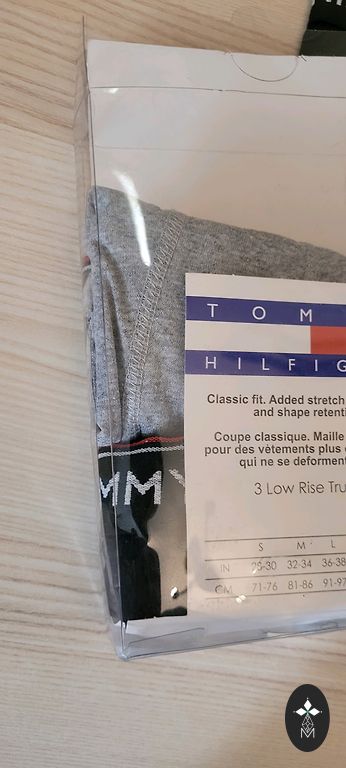 TOM
HILFIG
Classic fit. Added stretch
and shape retenti
Coupe classique. Maille
pour des vêtements plus
qui ne se deforment
3 Low Rise Tru
S M L
IN 28-30 32-34 36-38
CM 71-76 81-86 91-97
MMY